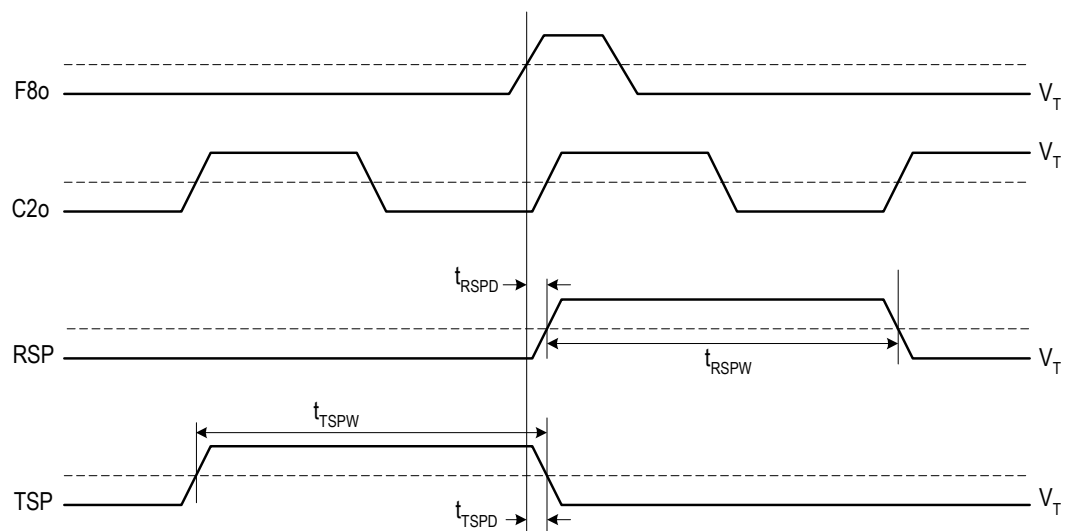 F8o
V_T
V_T
C2o
t_RSPD
RSP
t_RSPW
V_T
t_TSPW
TSP
V_T
t_TSPD